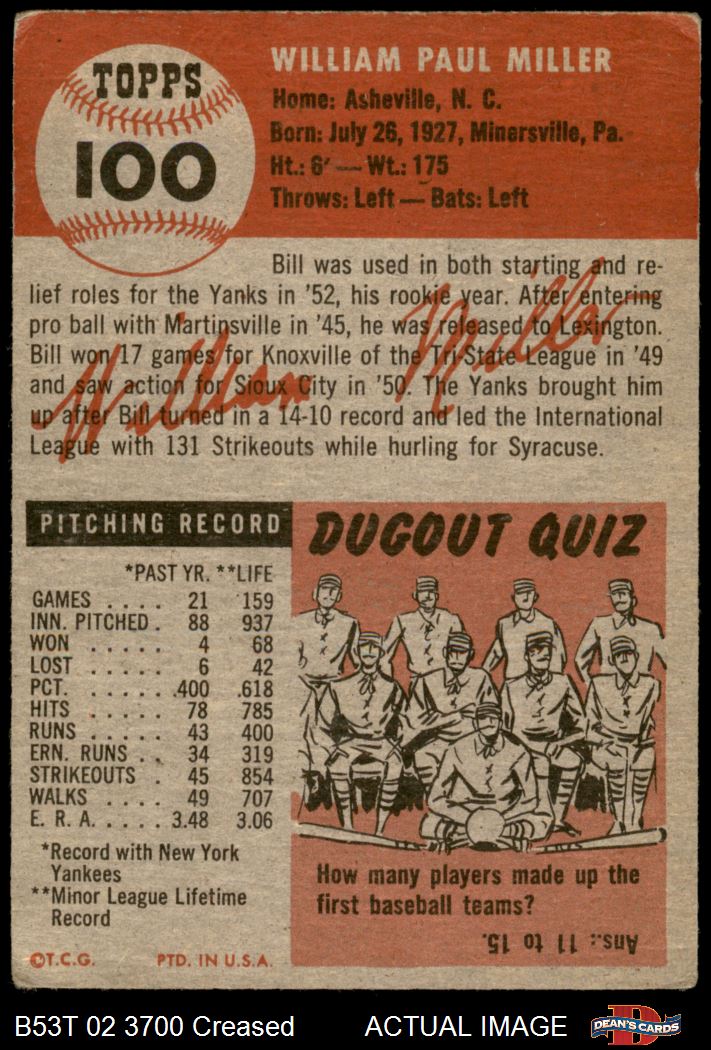 TOPPS
100
WILLIAM PAUL MILLER
Home: Asheville, N. C.
Born: July 26, 1927, Minersville, Pa.
Ht.: 6' — Wt.: 175
Throws: Left — Bats: Left
Bill was used in both starting and re-
lief roles for the Yanks in '52, his rookie year. After entering
pro ball with Martinsville in '45, he was released to Lexington.
Bill won 17 games for Knoxville of the Tri-State League in '49
and saw action for Sioux City in '50. The Yanks brought him
up after Bill turned in a 14-10 record and led the International
League with 131 Strikeouts while hurling for Syracuse.
William Miller
PITCHING RECORD
*PAST YR. **LIFE
GAMES .... 21 159
INN. PITCHED . 88 937
WON ..... 4 68
LOST ..... 6 42
PCT. ...... .400 .618
HITS ..... 78 785
RUNS ..... 43 400
ERN. RUNS .. 34 319
STRIKEOUTS . 45 854
WALKS .... 49 707
E. R. A. .... 3.48 3.06
*Record with New York
Yankees
**Minor League Lifetime
Record
©T.C.G. PTD. IN U.S.A.
DUGOUT QUIZ
How many players made up the
first baseball teams?
Ans.: 11 to 15.
B53T 02 3700 Creased ACTUAL IMAGE
D
DEAN'S CARDS